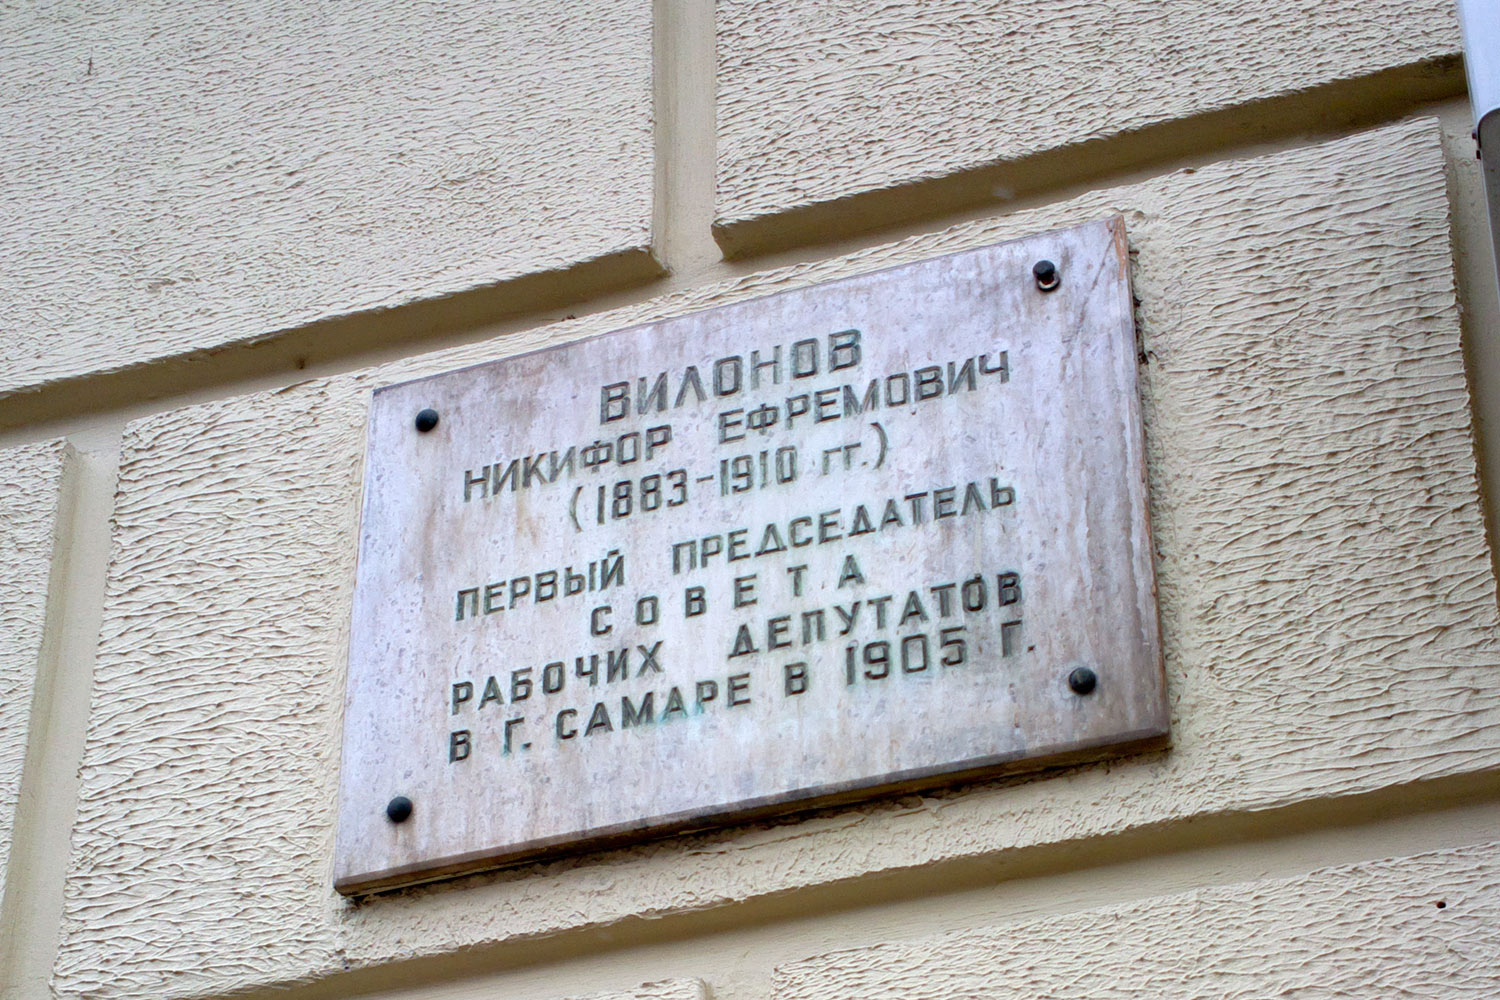 ВИЛОНОВ
НИКИФОР ЕФРЕМОВИЧ
(1883-1910 гг.)
ПЕРВЫЙ ПРЕДСЕДАТЕЛЬ
СОВЕТА
РАБОЧИХ ДЕПУТАТОВ
В Г. САМАРЕ В 1905 Г.